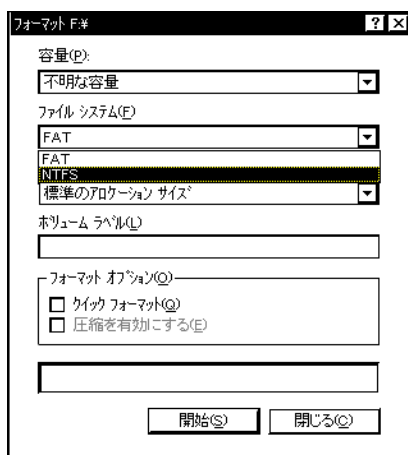 フォーマット F:¥
容量(P):
不明な容量
ファイル システム(F)
FAT
FAT
NTFS
標準のアロケーション サイズ
ボリューム ラベル(L)
フォーマット オプション(O)
クイック フォーマット(Q)
圧縮を有効にする(E)
開始(S)
閉じる(C)